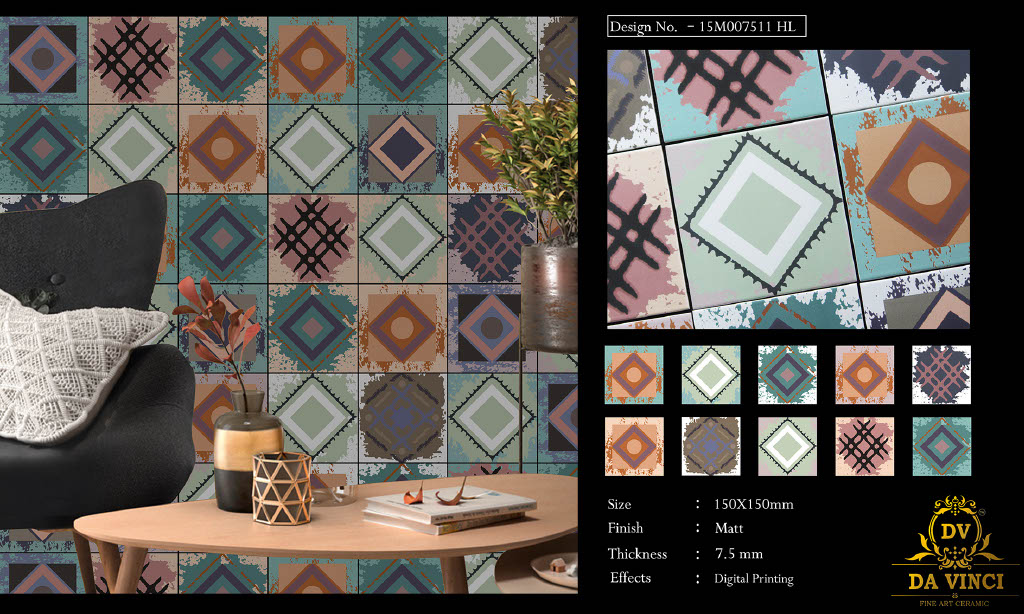 Design No. - 15M007511 HL
Size : 150X150mm
Finish : Matt
Thickness : 7.5 mm
Effects : Digital Printing
DV
DA VINCI
FINE ART CERAMIC